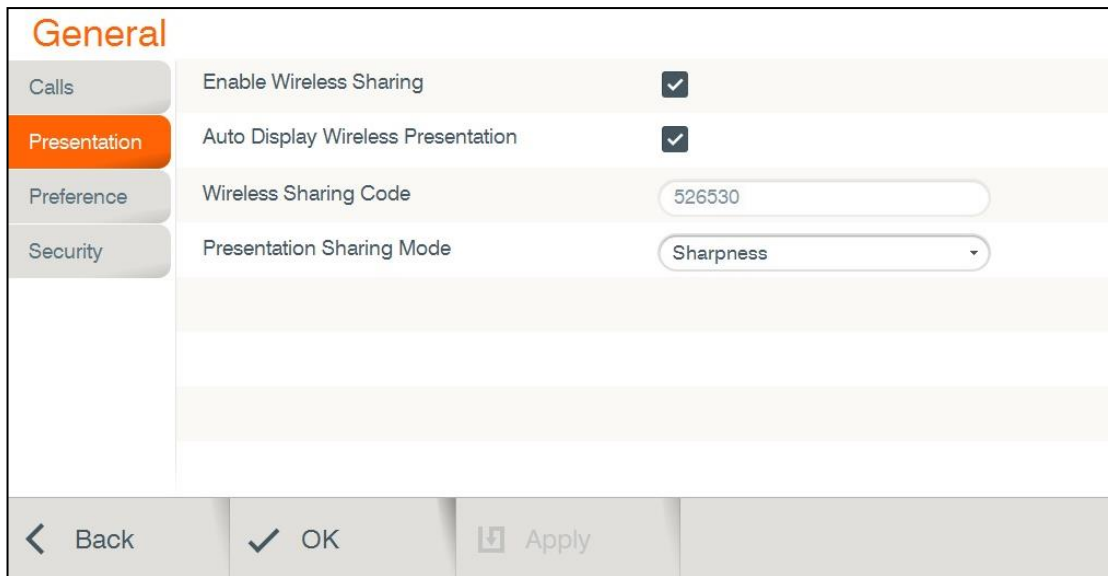 General
Calls
Enable Wireless Sharing
Presentation
Auto Display Wireless Presentation
Preference
Wireless Sharing Code
526530
Security
Presentation Sharing Mode
Sharpness
Back
OK
Apply